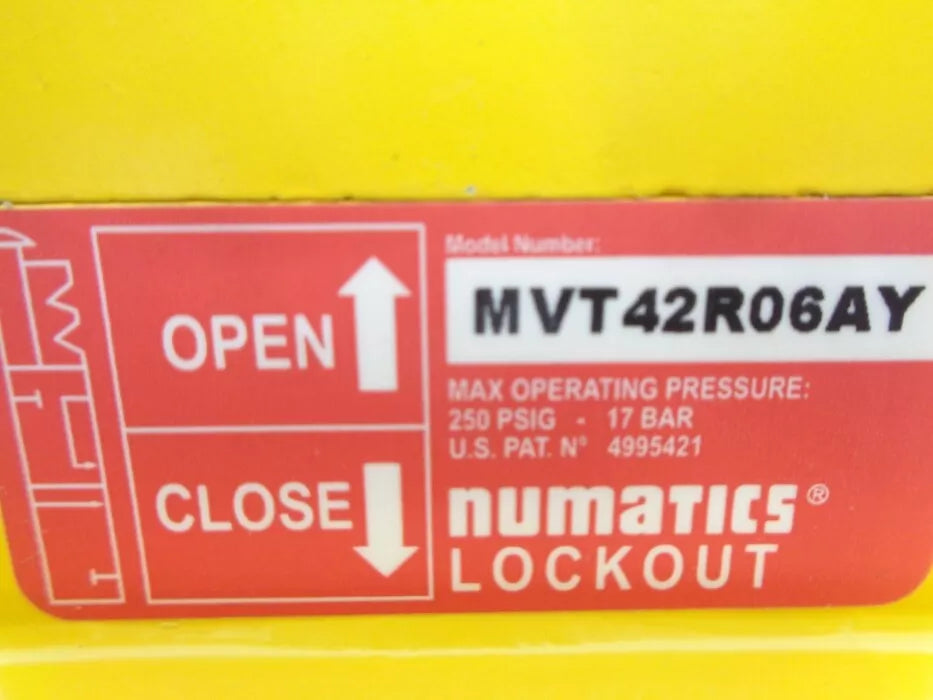 OPEN
CLOSE
Model Number:
MVT42R06AY
MAX OPERATING PRESSURE:
250 PSIG - 17 BAR
U.S. PAT. N° 4995421
numatics®
LOCKOUT